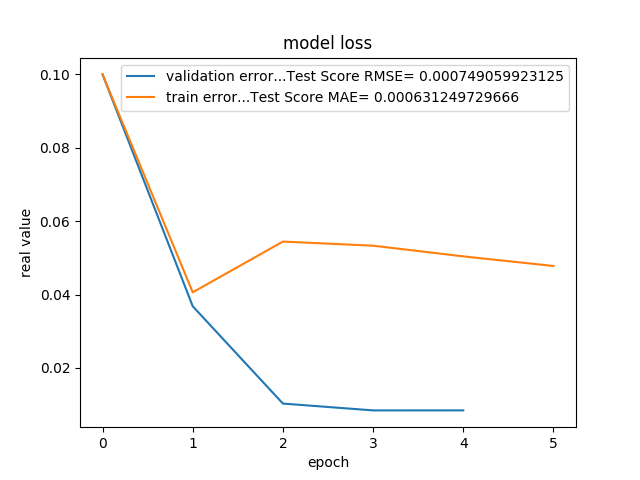 model loss
validation error...Test Score RMSE= 0.000749059923125
train error...Test Score MAE= 0.000631249729666
real value
0.10
0.08
0.06
0.04
0.02
0 1 2 3 4 5
epoch